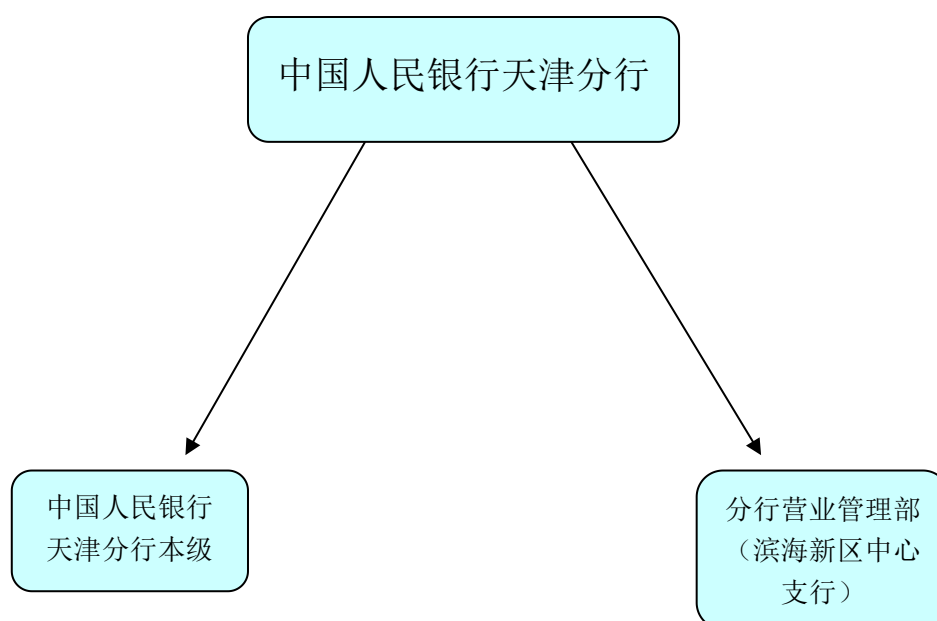 中国人民银行天津分行
中国人民银行
天津分行本级
分行营业管理部
（滨海新区中心
支行）